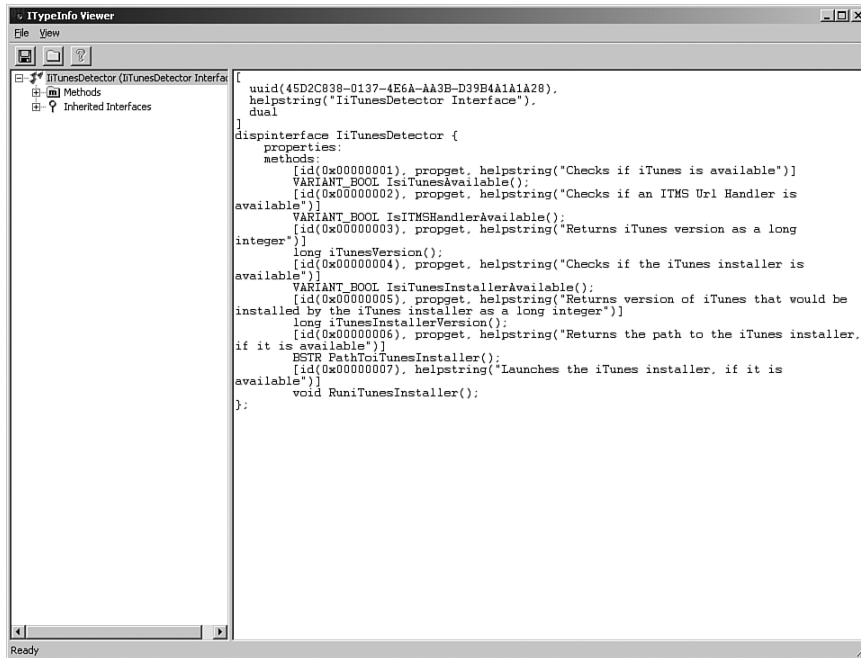 ITypeInfo Viewer
File View
IiTunesDetector (IiTunesDetector Interfac
Methods
Inherited Interfaces
[
uuid(45D2C838-0137-4E6A-AA3B-D39B4A1A1A28),
helpstring("IiTunesDetector Interface"),
dual
]
dispinterface IiTunesDetector {
properties:
methods:
[id(0x00000001), propget, helpstring("Checks if iTunes is available")]
VARIANT_BOOL IsiTunesAvailable();
[id(0x00000002), propget, helpstring("Checks if an ITMS Url Handler is
available")]
VARIANT_BOOL IsITMSHandlerAvailable();
[id(0x00000003), propget, helpstring("Returns iTunes version as a long
integer")]
long iTunesVersion();
[id(0x00000004), propget, helpstring("Checks if the iTunes installer is
available")]
VARIANT_BOOL IsiTunesInstallerAvailable();
[id(0x00000005), propget, helpstring("Returns version of iTunes that would be
installed by the iTunes installer as a long integer")]
long iTunesInstallerVersion();
[id(0x00000006), propget, helpstring("Returns the path to the iTunes installer,
if it is available")]
BSTR PathToiTunesInstaller();
[id(0x00000007), helpstring("Launches the iTunes installer, if it is
available")]
void RuniTunesInstaller();
};
Ready